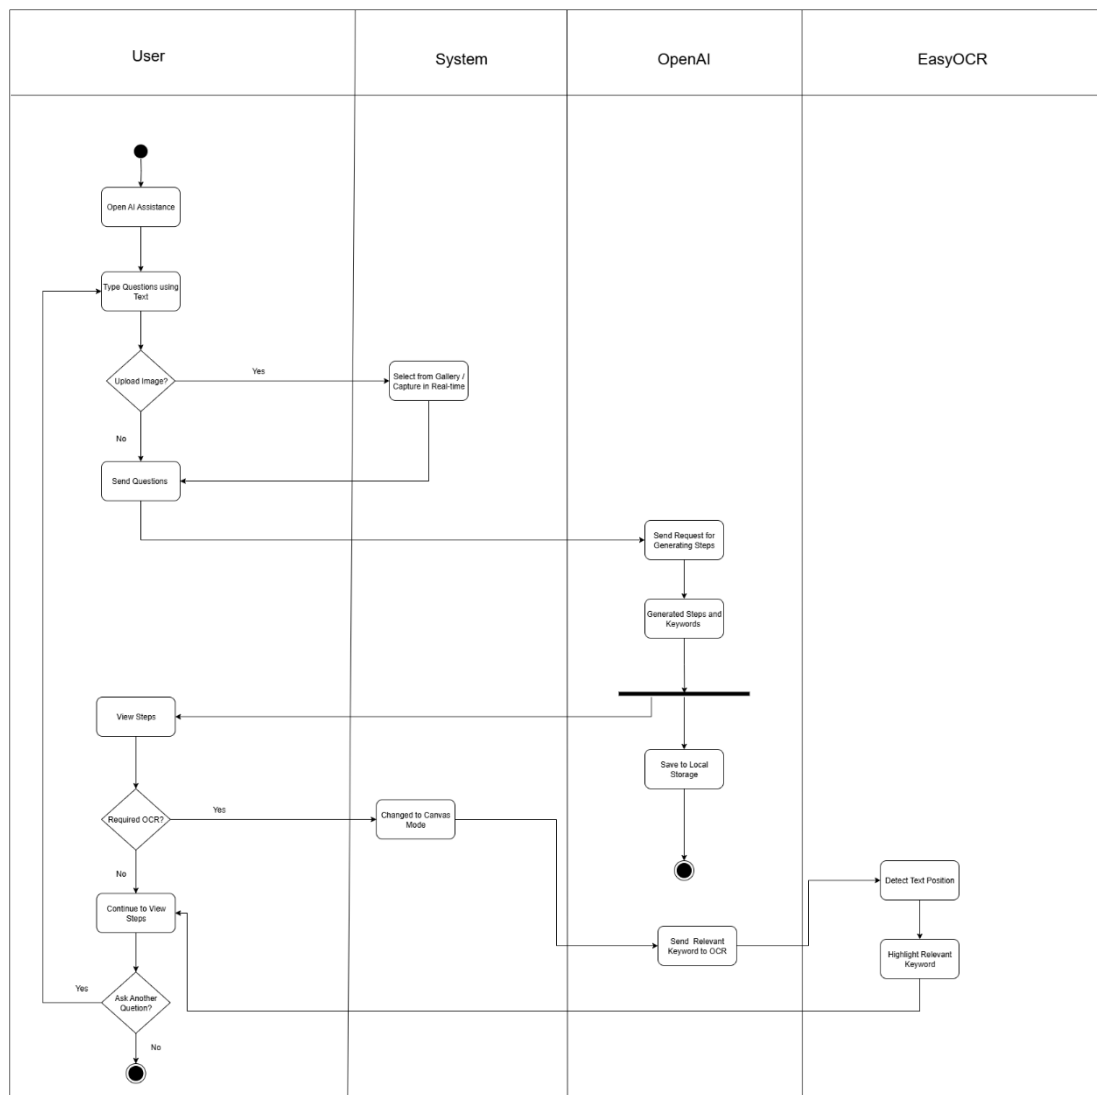 User
System
OpenAI
EasyOCR
Open AI Assistance
Type Questions using
Text
Upload Image?
Yes
Select from Gallery /
Capture in Real-time
No
Send Questions
Send Request for
Generating Steps
Generated Steps and
Keywords
View Steps
Save to Local
Storage
Required OCR?
Yes
Changed to Canvas
Mode
No
Detect Text Position
Continue to View
Steps
Send Relevant
Keyword to OCR
Highlight Relevant
Keyword
Yes
Ask Another
Quetion?
No